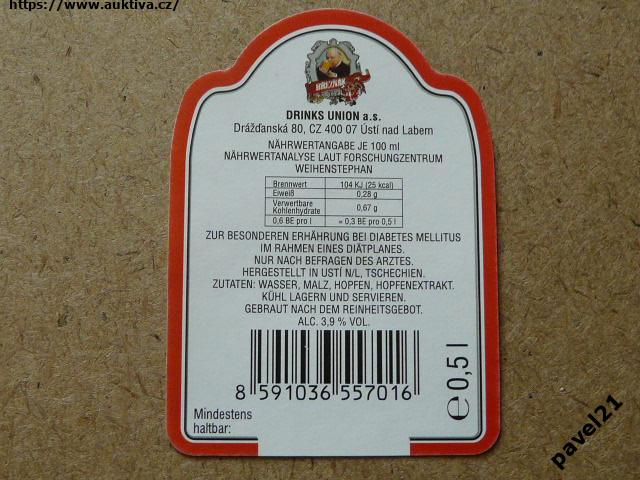 https://www.auktiva.cz/
BŘEZŇÁK
DRINKS UNION a.s.
Drážďanská 80, CZ 400 07 Ústí nad Labem
NÄHRWERTANGABE JE 100 ml
NÄHRWERTANALYSE LAUT FORSCHUNGZENTRUM
WEIHENSTEPHAN
Brennwert 104 KJ (25 kcal)
Eiweiß 0,28 g
Verwertbare
Kohlenhydrate 0,67 g
0,6 BE pro l = 0,3 BE pro 0,5 l
ZUR BESONDEREN ERHÄHRUNG BEI DIABETES MELLITUS
IM RAHMEN EINES DIÄTPLANES.
NUR NACH BEFRAGEN DES ARZTES.
HERGESTELLT IN USTÍ N/L, TSCHECHIEN.
ZUTATEN: WASSER, MALZ, HOPFEN, HOPFENEXTRAKT.
KÜHL LAGERN UND SERVIEREN.
GEBRAUT NACH DEM REINHEITSGEBOT.
ALC. 3,9 % VOL.
8 591036 557016
℮ 0,5 l
Mindestens
haltbar:
pavel21